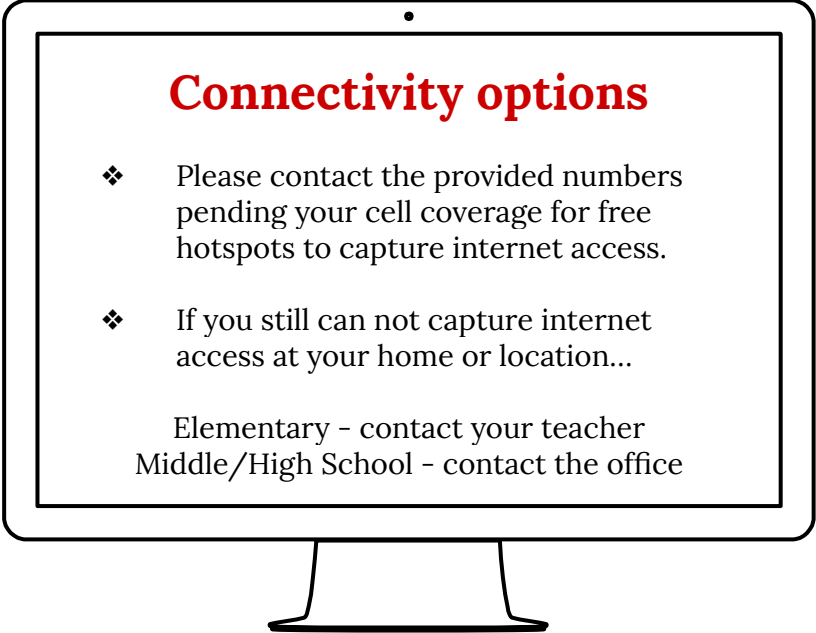 Connectivity options
❖ Please contact the provided numbers
pending your cell coverage for free
hotspots to capture internet access.
❖ If you still can not capture internet
access at your home or location...
Elementary - contact your teacher
Middle/High School - contact the office